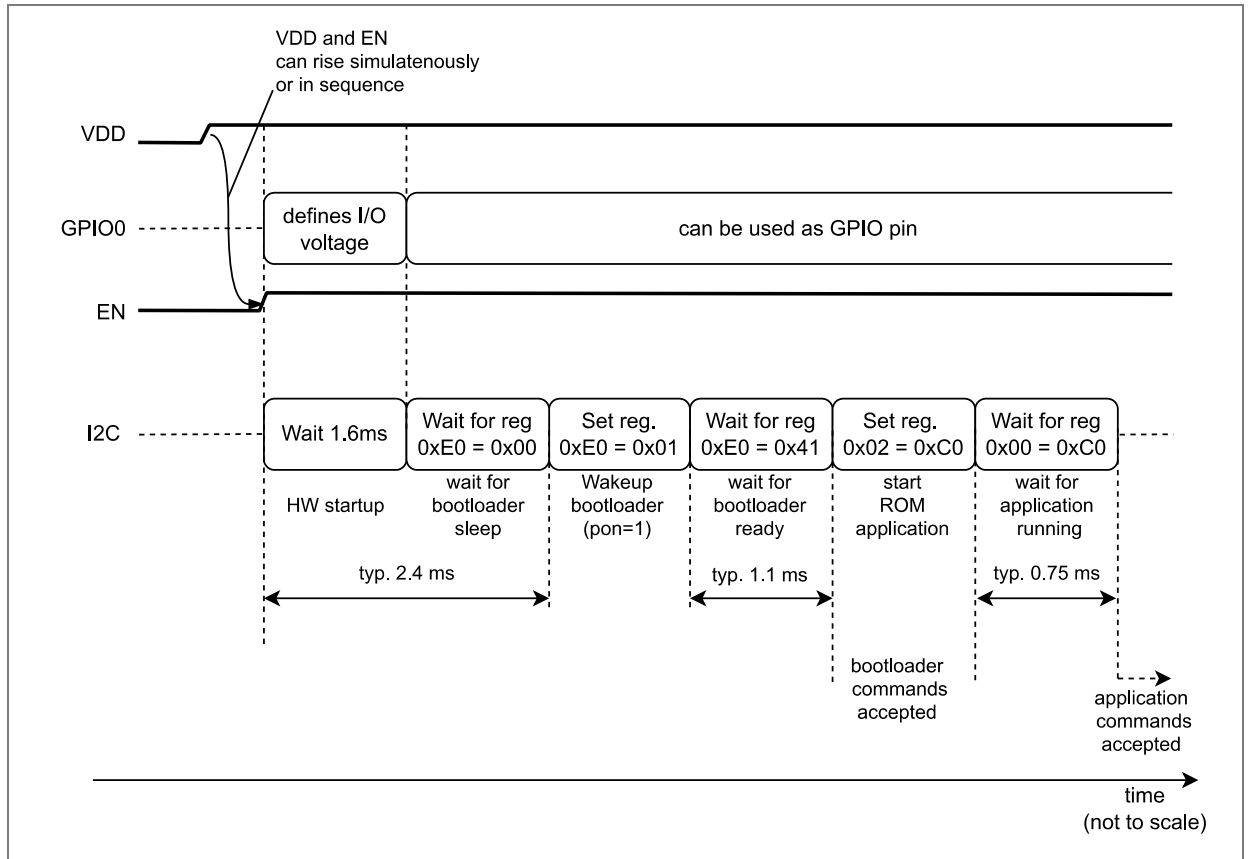 VDD and EN
can rise simulatenously
or in sequence
VDD
defines I/O
voltage
GPIO0
can be used as GPIO pin
EN
I2C
Wait 1.6ms
Wait for reg
0xE0 = 0x00
Set reg.
0xE0 = 0x01
Wait for reg
0xE0 = 0x41
Set reg.
0x02 = 0xC0
Wait for reg
0x00 = 0xC0
HW startup
wait for
bootloader
sleep
Wakeup
bootloader
(pon=1)
wait for
bootloader
ready
start
ROM
application
wait for
application
running
typ. 2.4 ms
typ. 1.1 ms
typ. 0.75 ms
bootloader
commands
accepted
application
commands
accepted
time
(not to scale)